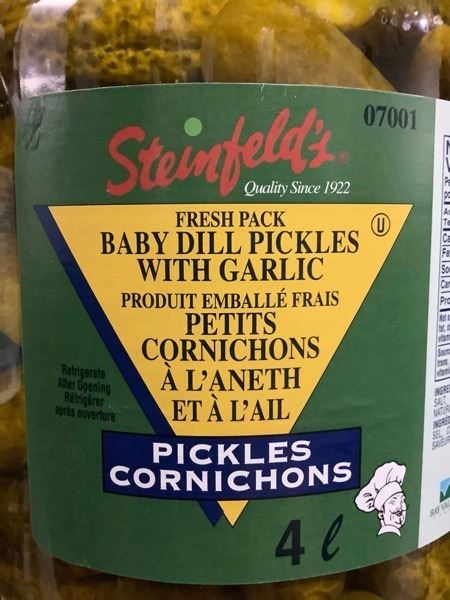 07001
Steinfeld's®
Quality Since 1922
FRESH PACK
BABY DILL PICKLES
WITH GARLIC
U
PRODUIT EMBALLÉ FRAIS
PETITS
CORNICHONS
À L'ANETH
ET À L'AIL
Refrigerate
After Opening
Réfrigérer
après ouverture
PICKLES
CORNICHONS
4 ℓ
SALT,